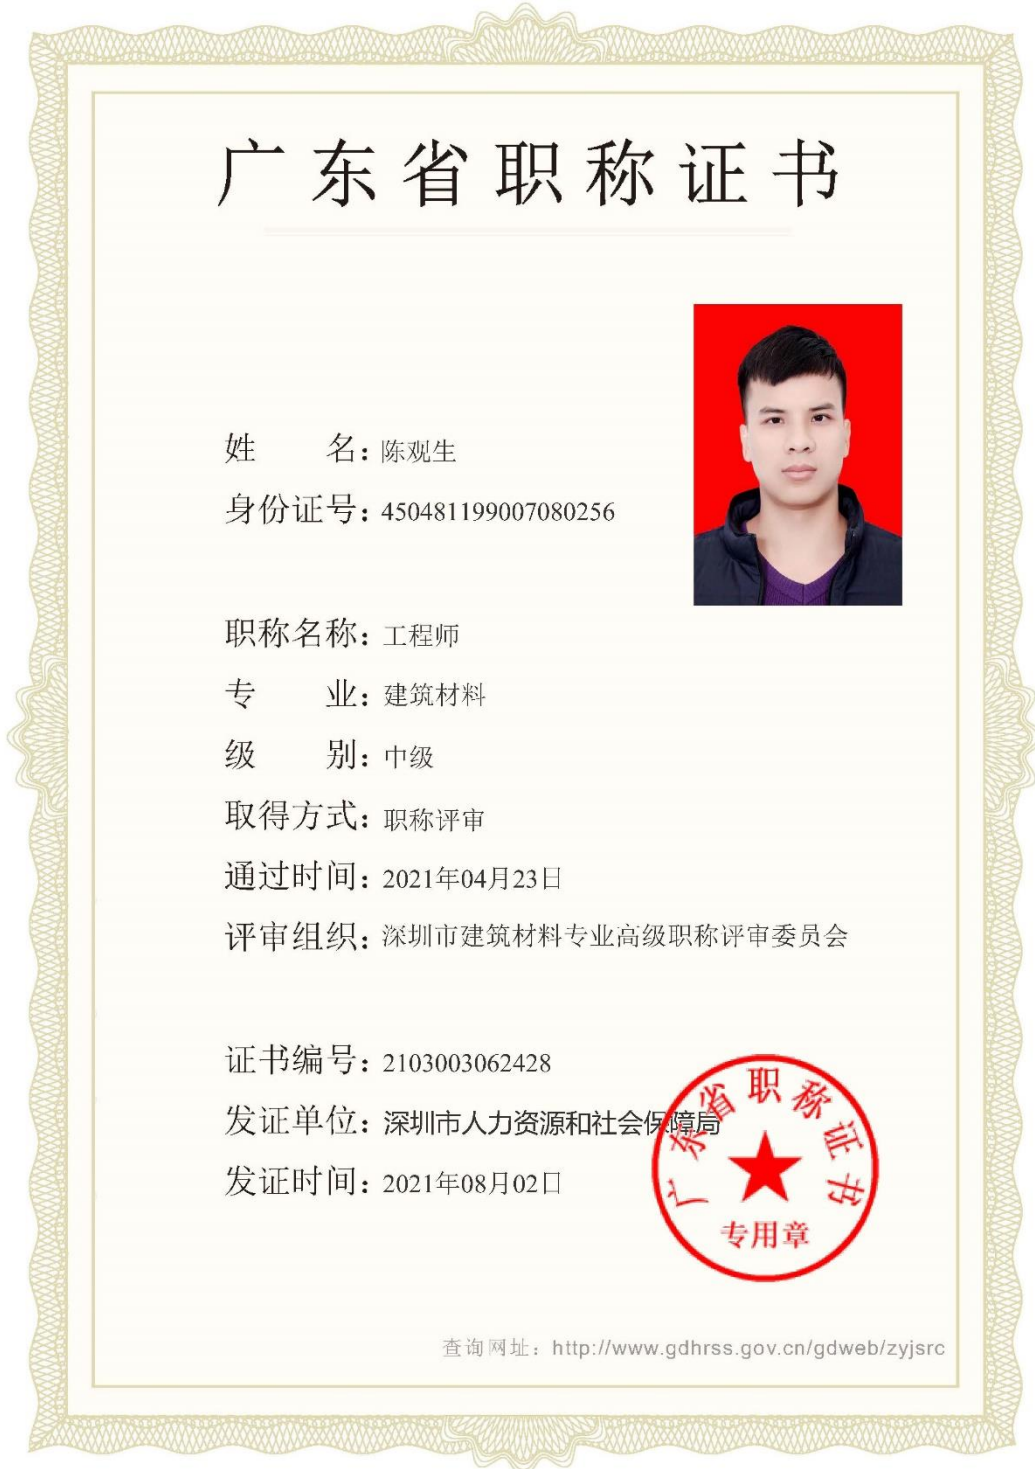 广东省职称证书
姓　　名：陈观生
身份证号：450481199007080256
职称名称：工程师
专　　业：建筑材料
级　　别：中级
取得方式：职称评审
通过时间：2021年04月23日
评审组织：深圳市建筑材料专业高级职称评审委员会
证书编号：2103003062428
发证单位：深圳市人力资源和社会保障局
发证时间：2021年08月02日
广东省职称证书
专用章
查询网址：http://www.gdhrss.gov.cn/gdweb/zyjsrc